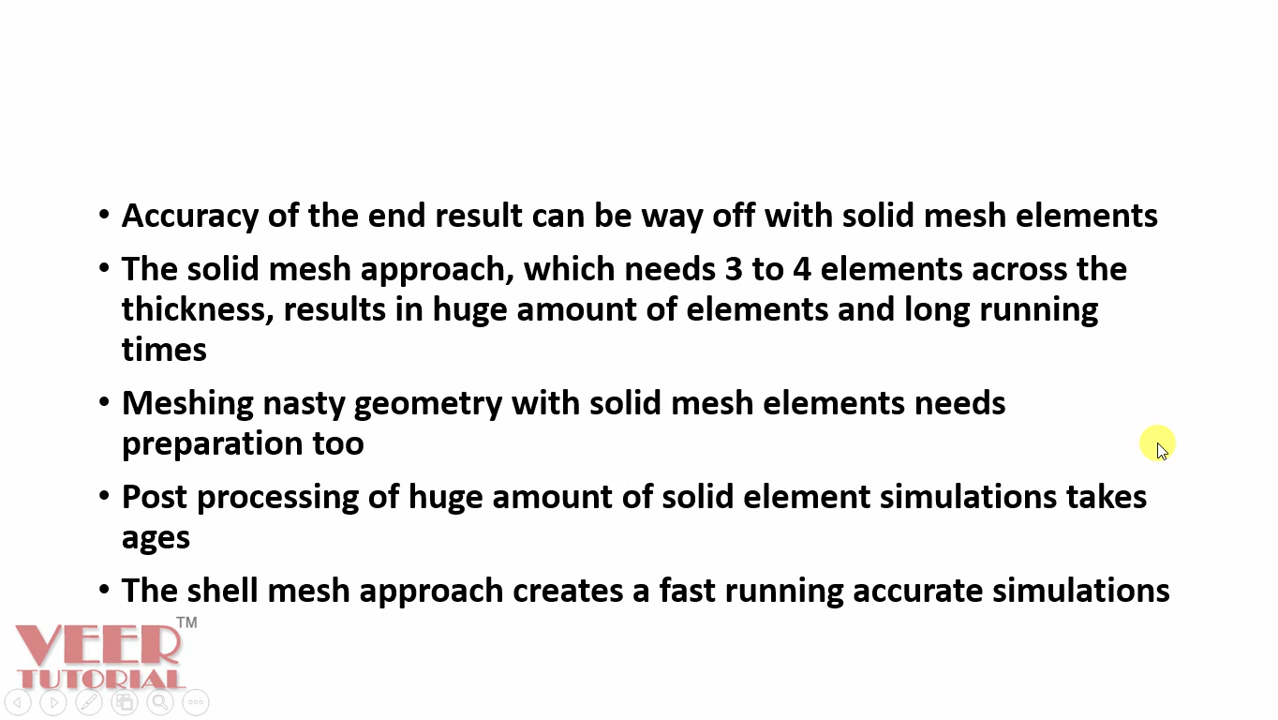 • Accuracy of the end result can be way off with solid mesh elements
• The solid mesh approach, which needs 3 to 4 elements across the
thickness, results in huge amount of elements and long running
times
• Meshing nasty geometry with solid mesh elements needs
preparation too
• Post processing of huge amount of solid element simulations takes
ages
• The shell mesh approach creates a fast running accurate simulations
VEER TM
TUTORIAL